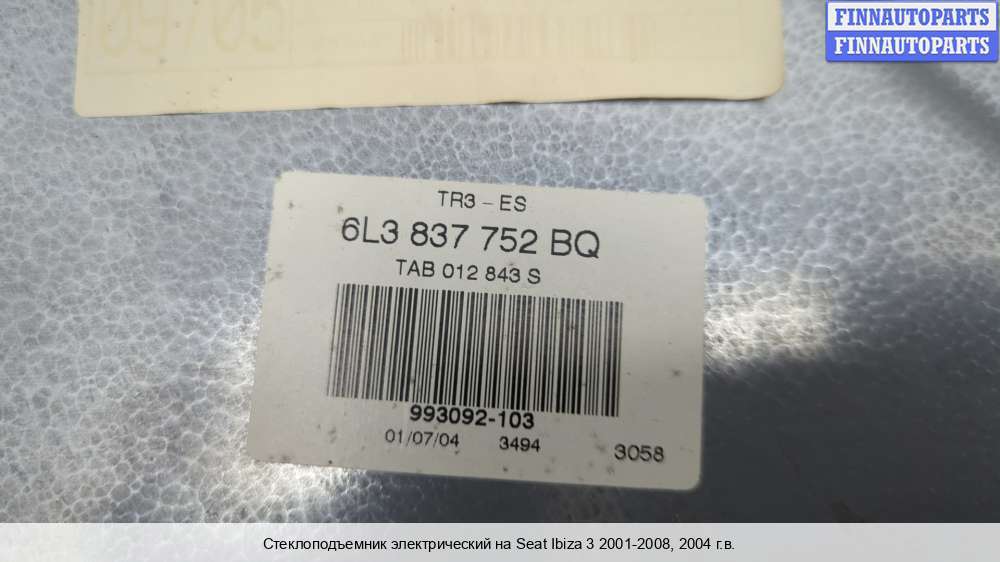 FINNAUTOPARTS
FINNAUTOPARTS
TR3 – ES
6L3 837 752 BQ
TAB 012 843 S
993092-103
01/07/04 3494 3058
Стеклоподъемник электрический на Seat Ibiza 3 2001-2008, 2004 г.в.